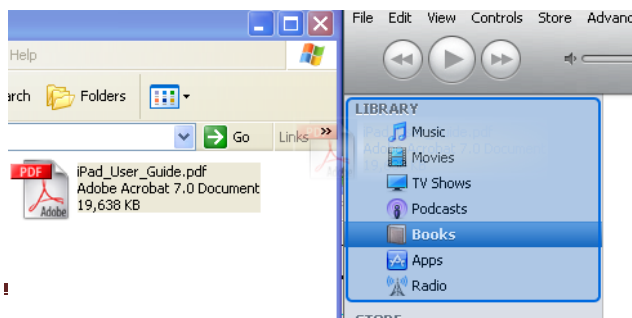 File Edit View Controls Store Advanc
Help
arch Folders
Go Links
LIBRARY
Music
Movies
TV Shows
Podcasts
Books
Apps
Radio
PDF
Adobe
iPad_User_Guide.pdf
Adobe Acrobat 7.0 Document
19,638 KB
STORE